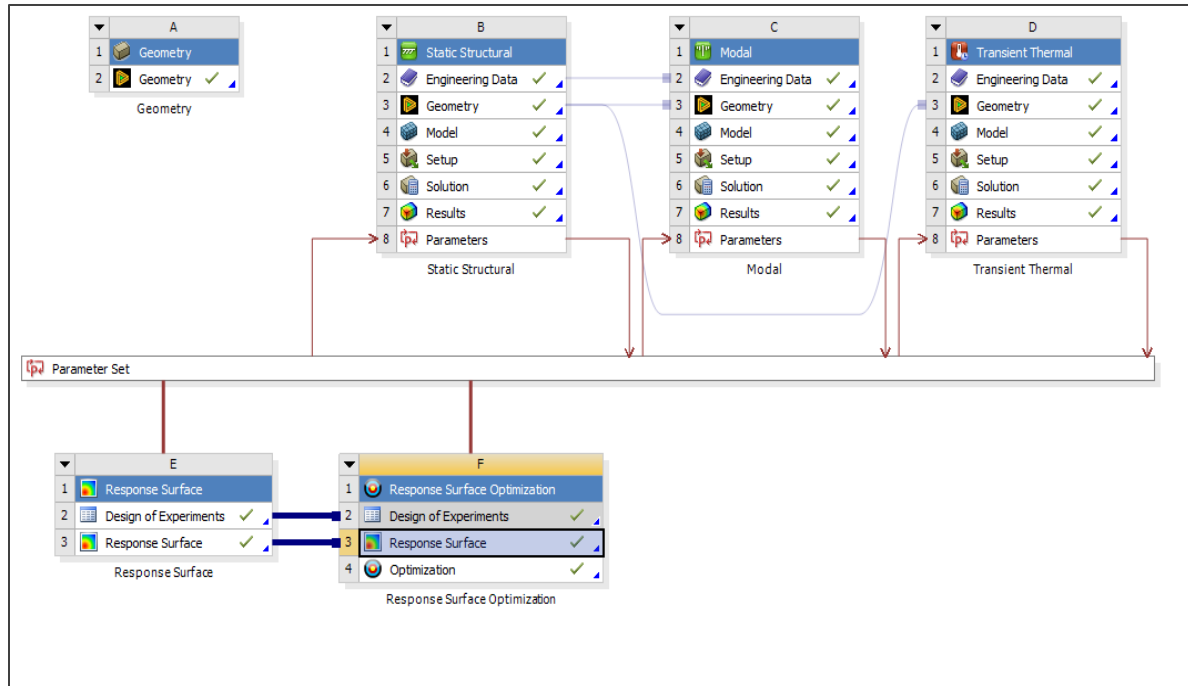 A
1 Geometry
2 Geometry
Geometry
B
1 Static Structural
2 Engineering Data
3 Geometry
4 Model
5 Setup
6 Solution
7 Results
8 Parameters
Static Structural
C
1 Modal
2 Engineering Data
3 Geometry
4 Model
5 Setup
6 Solution
7 Results
8 Parameters
Modal
D
1 Transient Thermal
2 Engineering Data
3 Geometry
4 Model
5 Setup
6 Solution
7 Results
8 Parameters
Transient Thermal
Parameter Set
E
1 Response Surface
2 Design of Experiments
3 Response Surface
Response Surface
F
1 Response Surface Optimization
2 Design of Experiments
3 Response Surface
4 Optimization
Response Surface Optimization